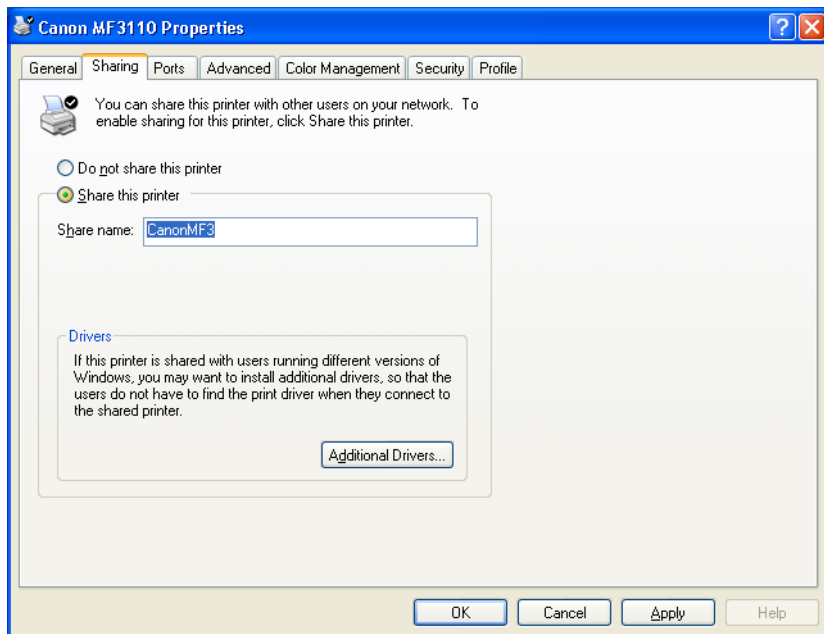 Canon MF3110 Properties
General Sharing Ports Advanced Color Management Security Profile
You can share this printer with other users on your network. To
enable sharing for this printer, click Share this printer.
Do not share this printer
Share this printer
Share name: CanonMF3
Drivers
If this printer is shared with users running different versions of
Windows, you may want to install additional drivers, so that the
users do not have to find the print driver when they connect to
the shared printer.
Additional Drivers...
OK Cancel Apply Help